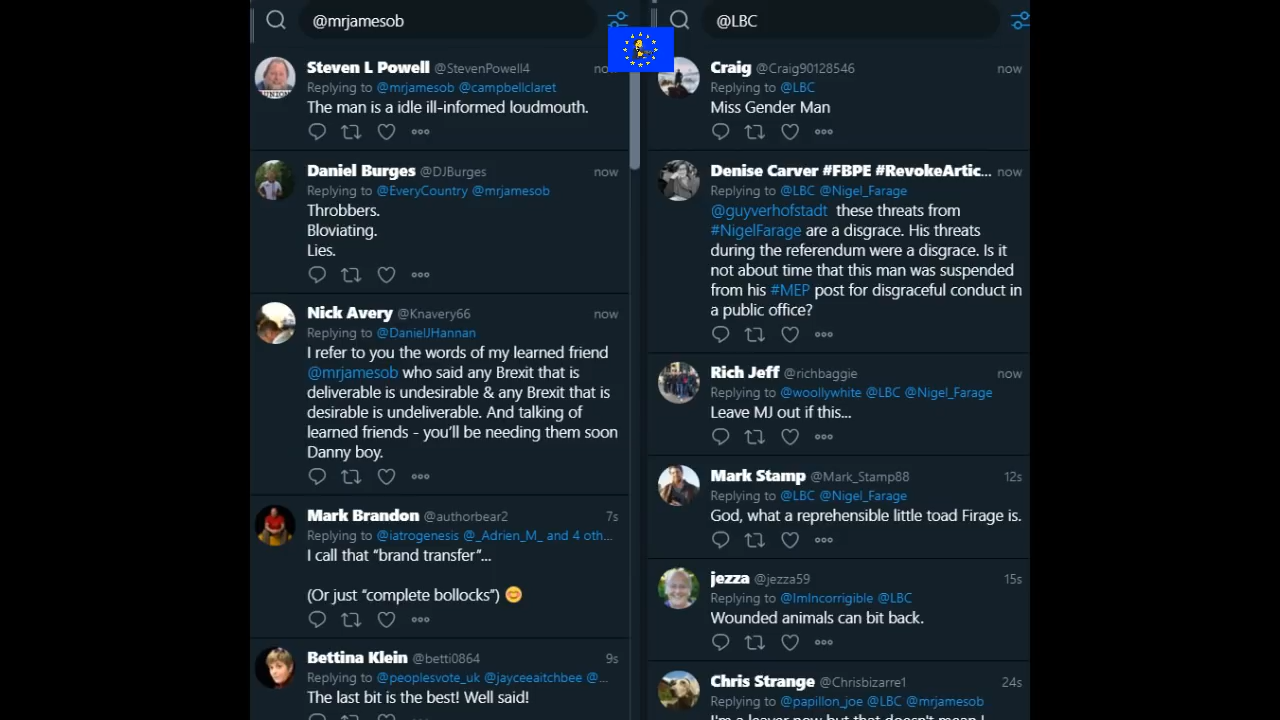 @mrjamesob
Steven L Powell @StevenPowell4 now
Replying to @mrjamesob @campbellclaret
The man is a idle ill-informed loudmouth.
Daniel Burges @DJBurges now
Replying to @EveryCountry @mrjamesob
Throbbers.
Bloviating.
Lies.
Nick Avery @Knavery66 now
Replying to @DanielJHannan
I refer to you the words of my learned friend
@mrjamesob who said any Brexit that is
deliverable is undesirable & any Brexit that is
desirable is undeliverable. And talking of
learned friends - you'll be needing them soon
Danny boy.
Mark Brandon @authorbear2 7s
Replying to @iatrogenesis @_Adrien_M_ and 4 oth...
I call that “brand transfer”...
(Or just “complete bollocks”) 😊
Bettina Klein @betti0864 9s
Replying to @peoplesvote_uk @jayceeaitchbee @...
The last bit is the best! Well said!
@LBC
Craig @Craig90128546 now
Replying to @LBC
Miss Gender Man
Denise Carver #FBPE #RevokeArtic... now
Replying to @LBC @Nigel_Farage
@guyverhofstadt these threats from
#NigelFarage are a disgrace. His threats
during the referendum were a disgrace. Is it
not about time that this man was suspended
from his #MEP post for disgraceful conduct in
a public office?
Rich Jeff @richbaggie now
Replying to @woollywhite @LBC @Nigel_Farage
Leave MJ out if this...
Mark Stamp @Mark_Stamp88 12s
Replying to @LBC @Nigel_Farage
God, what a reprehensible little toad Firage is.
jezza @jezza59 15s
Replying to @ImIncorrigible @LBC
Wounded animals can bit back.
Chris Strange @Chrisbizarre1 24s
Replying to @papillon_joe @LBC @mrjamesob
I'm a leaver now but that doesn't mean I